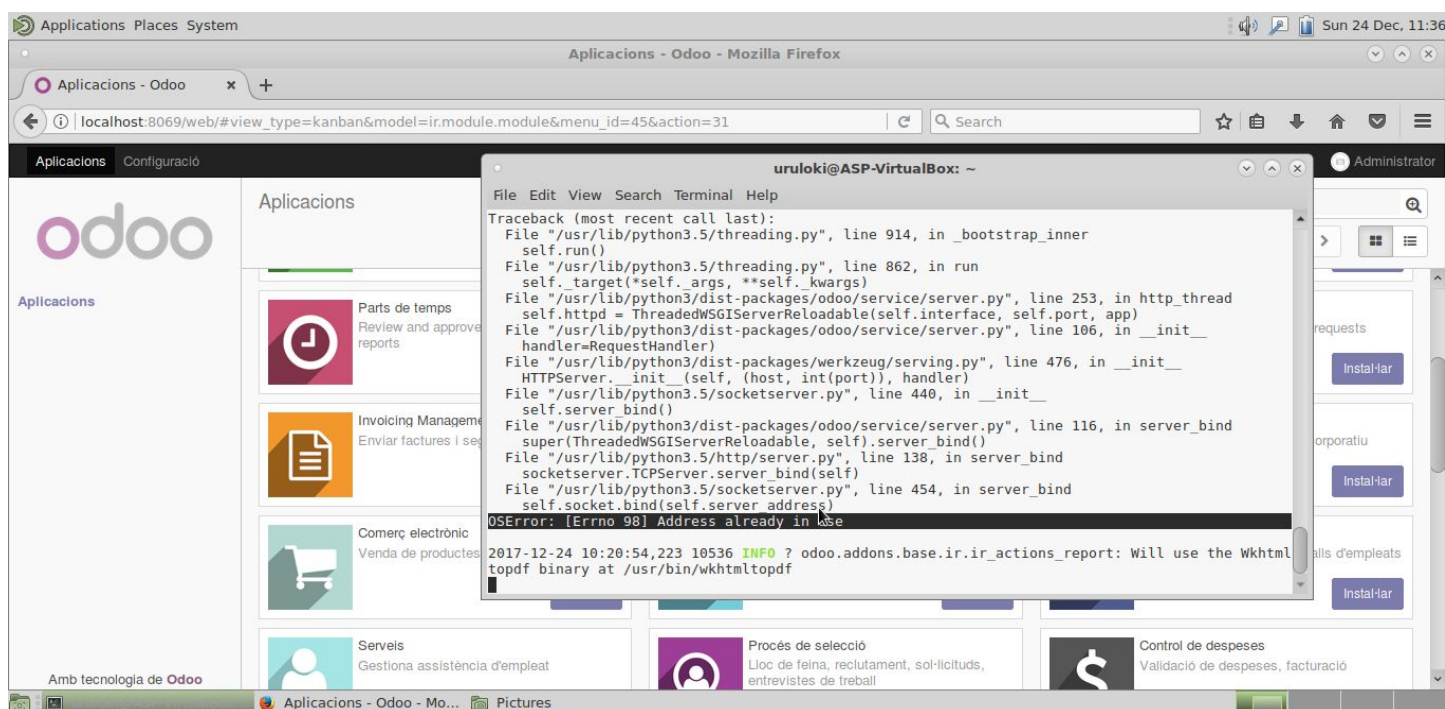 Applications Places System
Sun 24 Dec, 11:36
Aplicacions - Odoo - Mozilla Firefox
Aplicacions - Odoo
localhost:8069/web/#view_type=kanban&model=ir.module.module&menu_id=45&action=31
Search
Aplicacions Configuració
Administrator
uruloki@ASP-VirtualBox: ~
File Edit View Search Terminal Help
odoo
Aplicacions
Aplicacions
Traceback (most recent call last):
File "/usr/lib/python3.5/threading.py", line 914, in _bootstrap_inner
self.run()
File "/usr/lib/python3.5/threading.py", line 862, in run
self._target(*self._args, **self._kwargs)
File "/usr/lib/python3/dist-packages/odoo/service/server.py", line 253, in http_thread
self.httpd = ThreadedWSGIServerReloadable(self.interface, self.port, app)
File "/usr/lib/python3/dist-packages/odoo/service/server.py", line 106, in __init__
handler=RequestHandler)
File "/usr/lib/python3/dist-packages/werkzeug/serving.py", line 476, in __init__
HTTPServer.__init__(self, (host, int(port)), handler)
File "/usr/lib/python3.5/socketserver.py", line 440, in __init__
self.server_bind()
File "/usr/lib/python3/dist-packages/odoo/service/server.py", line 116, in server_bind
super(ThreadedWSGIServerReloadable, self).server_bind()
File "/usr/lib/python3.5/http/server.py", line 138, in server_bind
socketserver.TCPServer.server_bind(self)
File "/usr/lib/python3.5/socketserver.py", line 454, in server_bind
self.socket.bind(self.server_address)
OSError: [Errno 98] Address already in use
2017-12-24 10:20:54,223 10536 INFO ? odoo.addons.base.ir.ir_actions_report: Will use the Wkhtml
topdf binary at /usr/bin/wkhtmltopdf
Parts de temps
Review and approve
reports
requests
Instal·lar
Invoicing Manageme
Enviar factures i seg
orporatiu
Instal·lar
Comerç electrònic
Venda de productes
alls d'empleats
Instal·lar
Serveis
Gestiona assistència d'empleat
Procés de selecció
Lloc de feina, reclutament, sol·licituds,
entrevistes de treball
Control de despeses
Validació de despeses, facturació
Amb tecnologia de Odoo
Aplicacions - Odoo - Mo...
Pictures